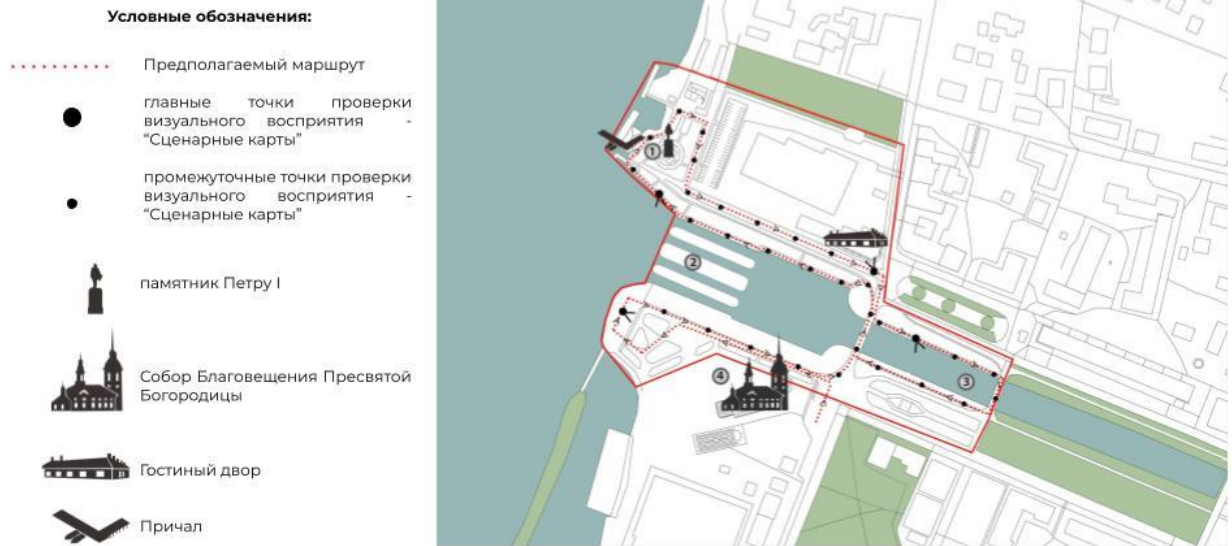 Условные обозначения:
Предполагаемый маршрут
главные точки проверки
визуального восприятия -
“Сценарные карты”
промежуточные точки проверки
визуального восприятия -
“Сценарные карты”
памятник Петру I
Собор Благовещения Пресвятой
Богородицы
Гостиный двор
Причал
1
2
3
4